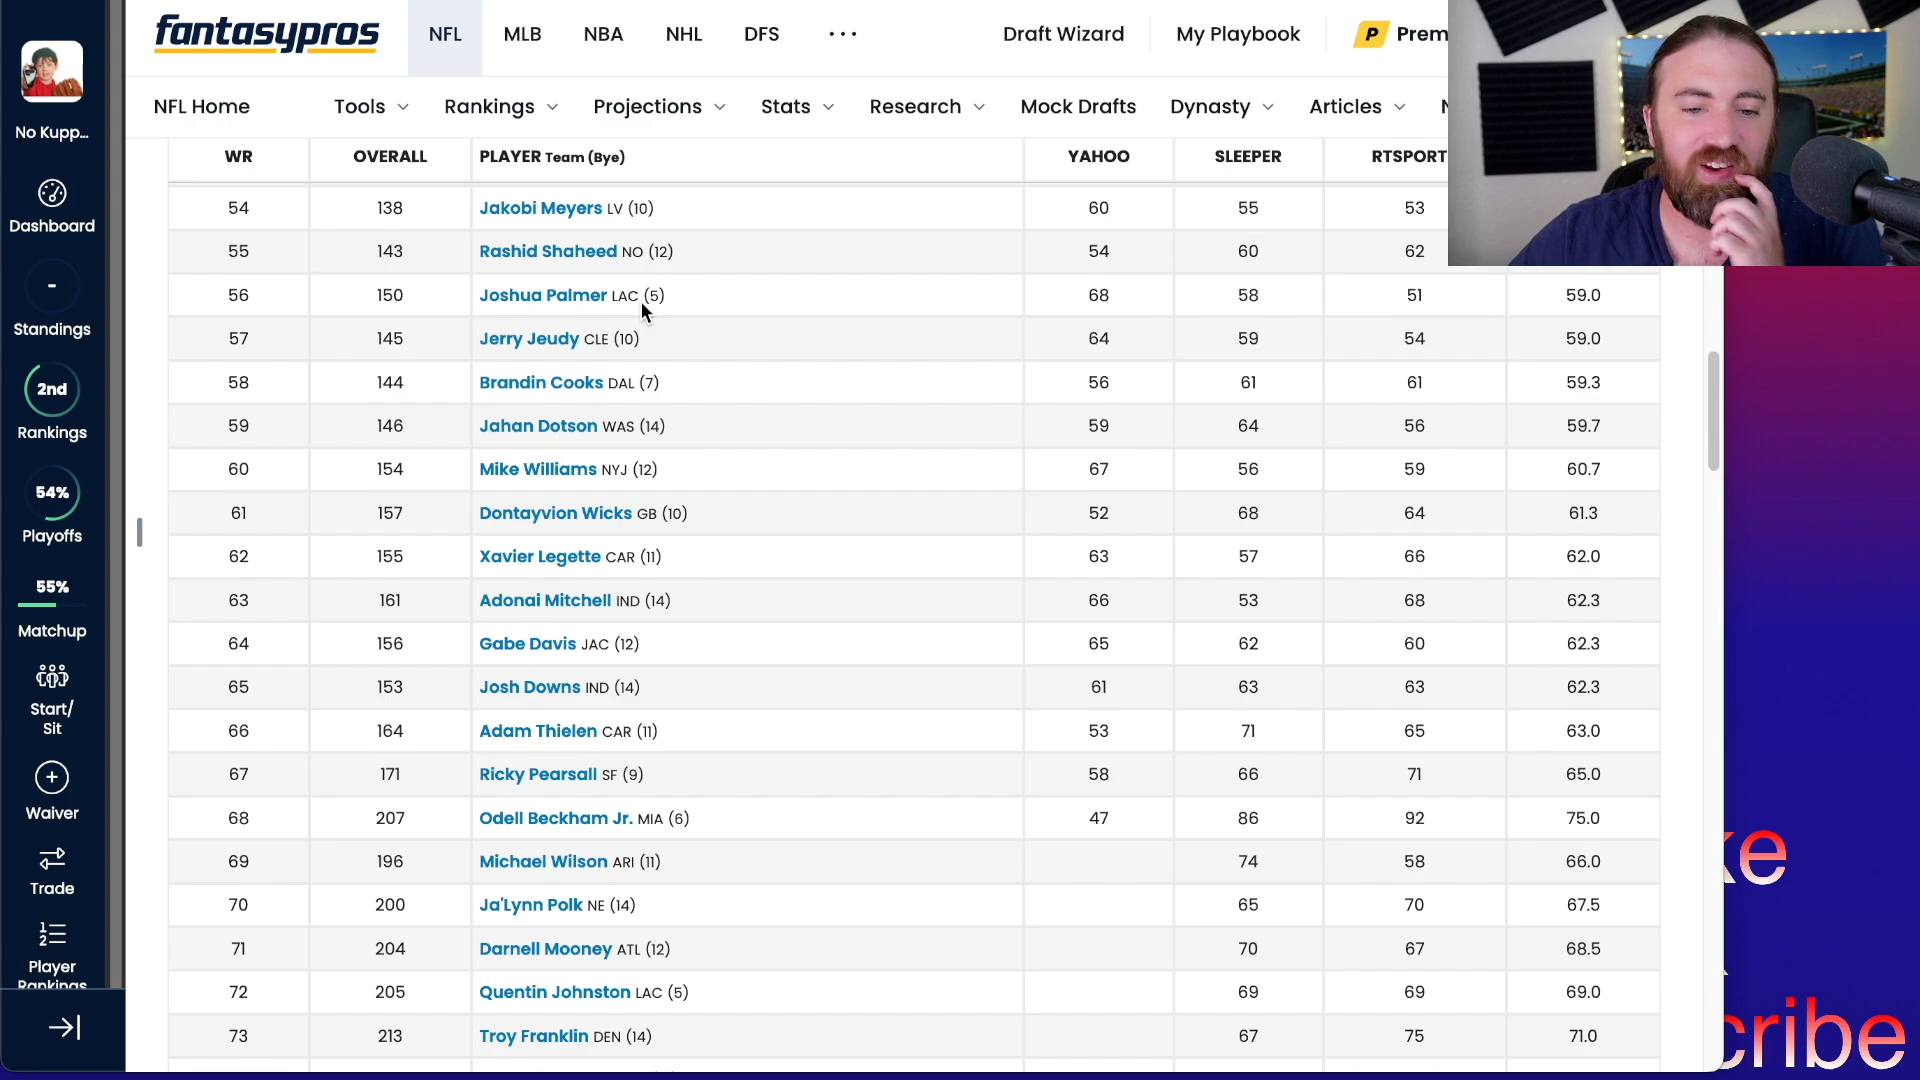 fantasypros
NFL
MLB
NBA
NHL
DFS
Draft Wizard
My Playbook
P Prem
No Kupp...
NFL Home
Tools
Rankings
Projections
Stats
Research
Mock Drafts
Dynasty
Articles
WR OVERALL PLAYER Team (Bye) YAHOO SLEEPER RTSPORT
54 138 Jakobi Meyers LV (10) 60 55 53
55 143 Rashid Shaheed NO (12) 54 60 62
56 150 Joshua Palmer LAC (5) 68 58 51 59.0
57 145 Jerry Jeudy CLE (10) 64 59 54 59.0
58 144 Brandin Cooks DAL (7) 56 61 61 59.3
59 146 Jahan Dotson WAS (14) 59 64 56 59.7
60 154 Mike Williams NYJ (12) 67 56 59 60.7
61 157 Dontayvion Wicks GB (10) 52 68 64 61.3
62 155 Xavier Legette CAR (11) 63 57 66 62.0
63 161 Adonai Mitchell IND (14) 66 53 68 62.3
64 156 Gabe Davis JAC (12) 65 62 60 62.3
65 153 Josh Downs IND (14) 61 63 63 62.3
66 164 Adam Thielen CAR (11) 53 71 65 63.0
67 171 Ricky Pearsall SF (9) 58 66 71 65.0
68 207 Odell Beckham Jr. MIA (6) 47 86 92 75.0
69 196 Michael Wilson ARI (11) 74 58 66.0
70 200 Ja'Lynn Polk NE (14) 65 70 67.5
71 204 Darnell Mooney ATL (12) 70 67 68.5
72 205 Quentin Johnston LAC (5) 69 69 69.0
73 213 Troy Franklin DEN (14) 67 75 71.0
Dashboard
-
Standings
2nd
Rankings
54%
Playoffs
55%
Matchup
Start/
Sit
Waiver
Trade
Player
Rankings
ke
cribe